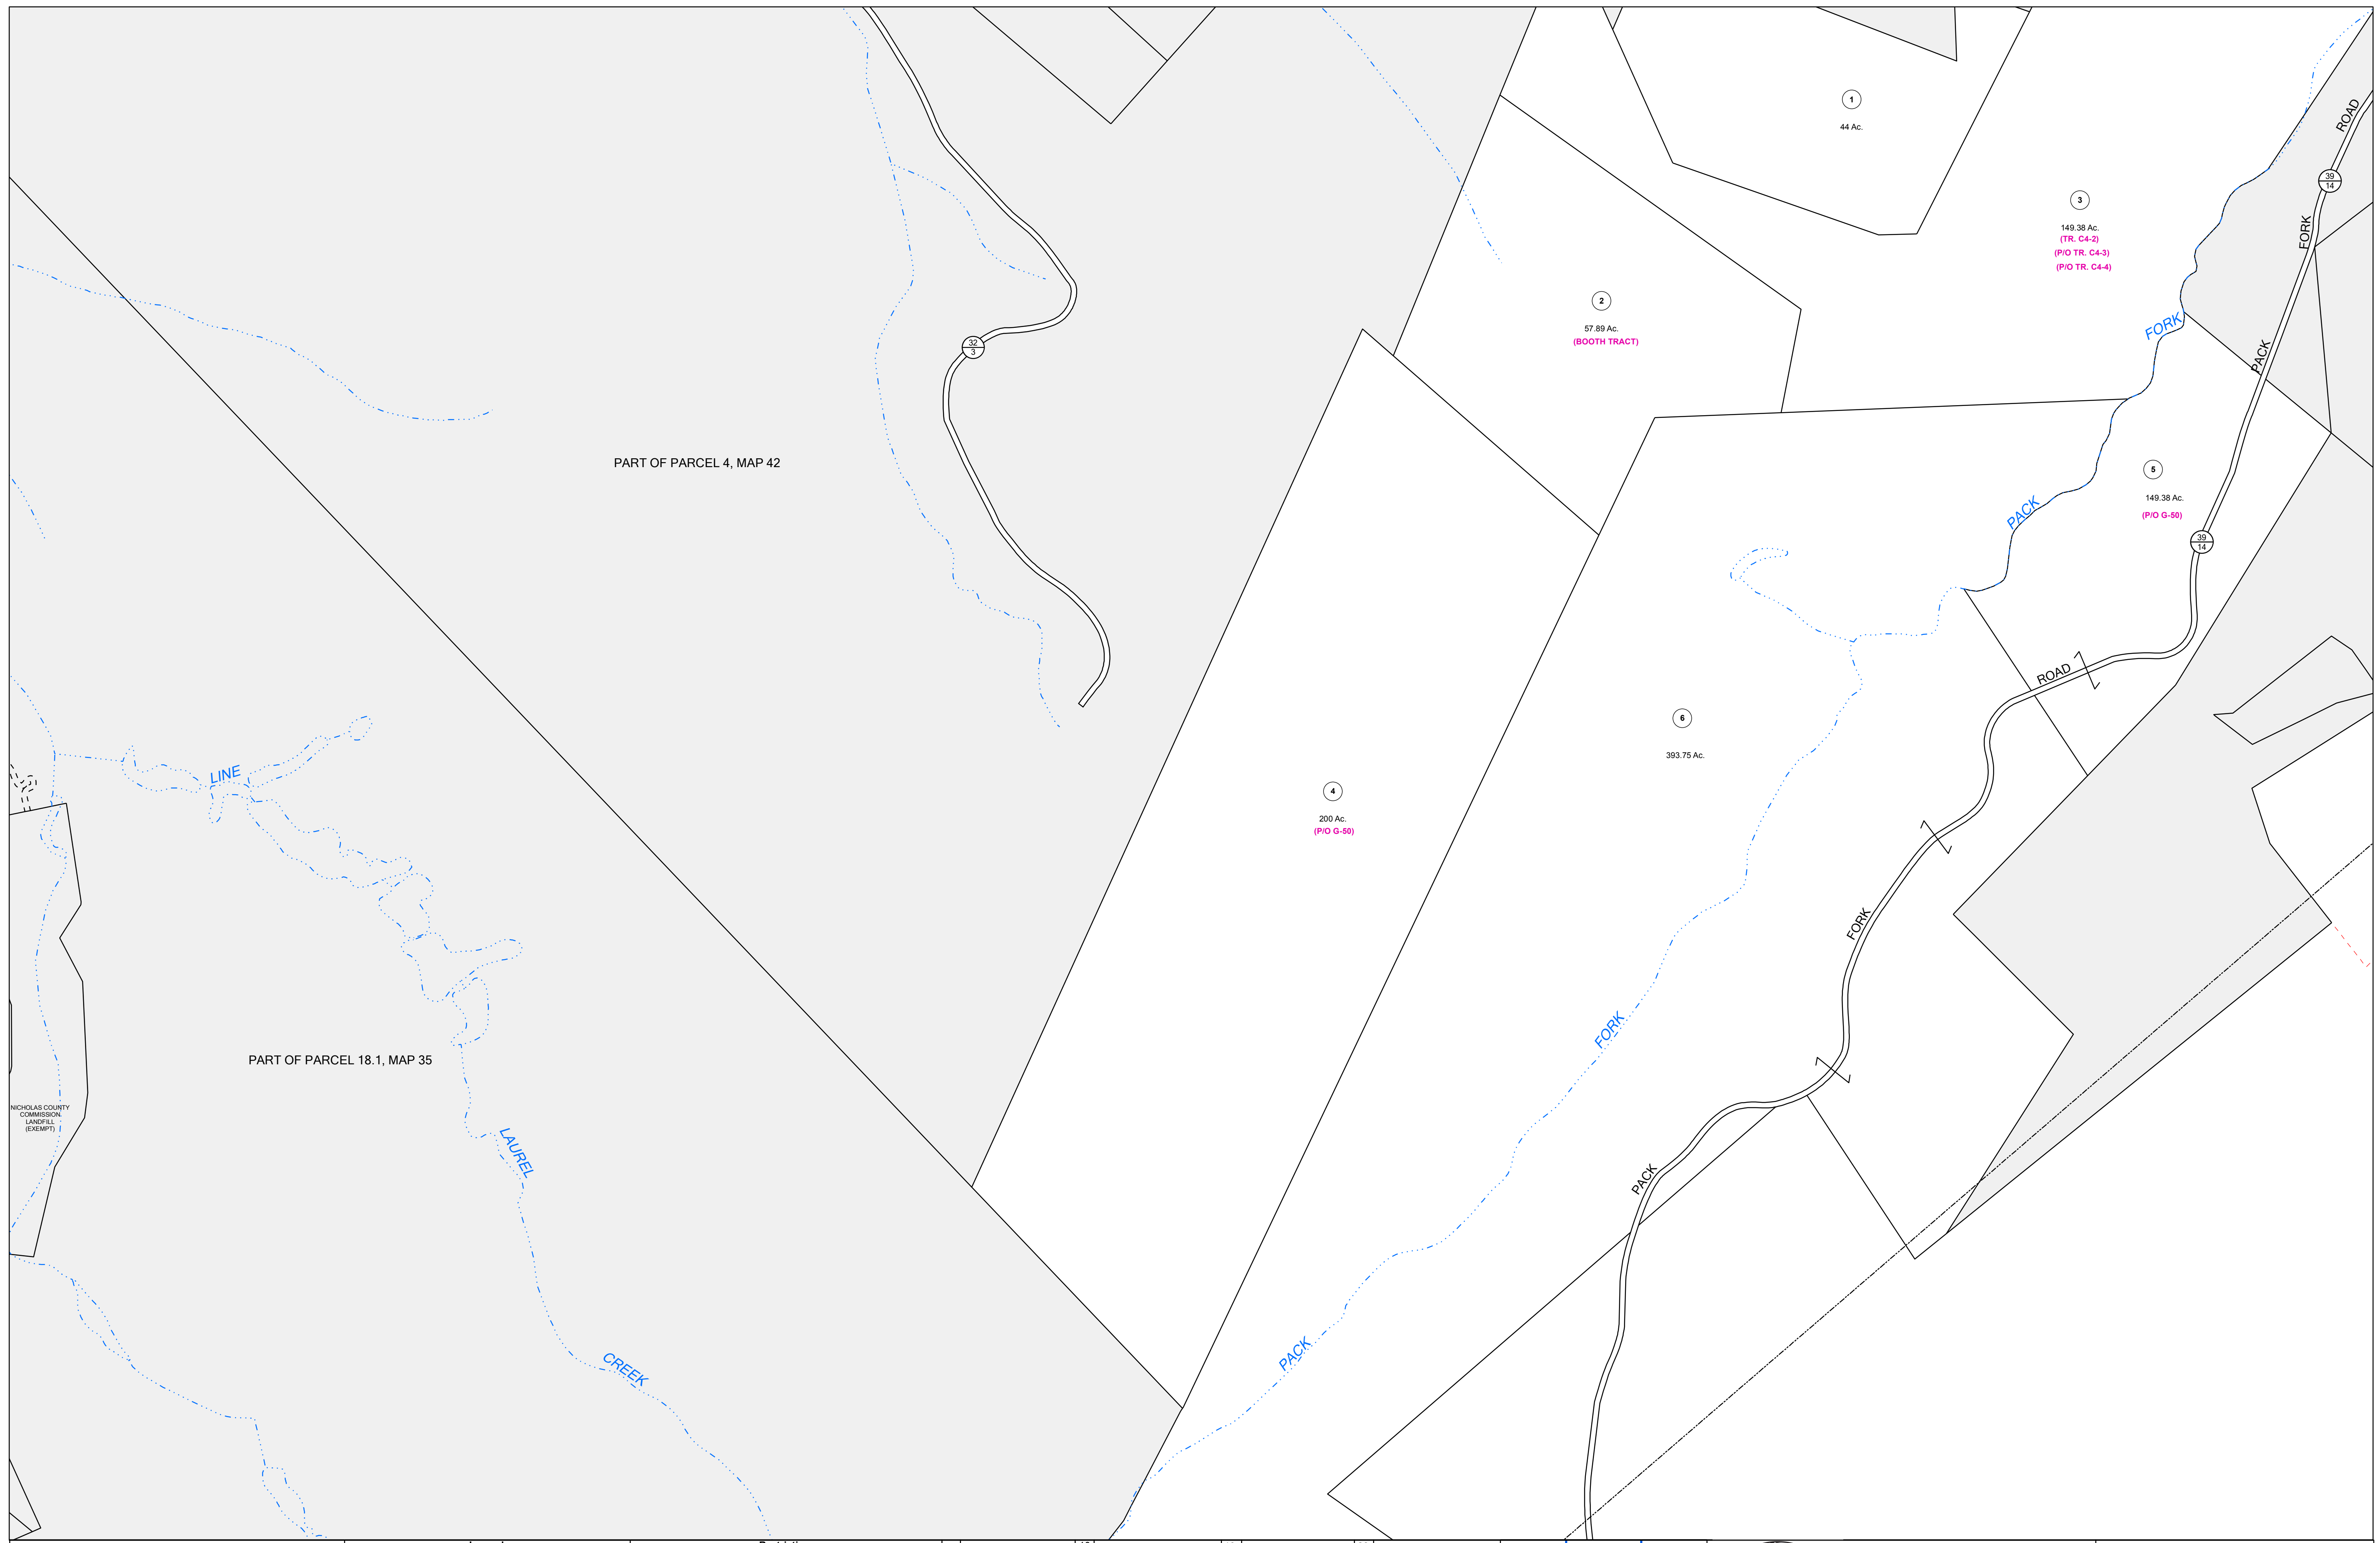 1
44 Ac.
ROAD
39
14
3
149.38 Ac.
(TR. C4-2)
(P/O TR. C4-3)
(P/O TR. C4-4)
FORK
2
57.89 Ac.
(BOOTH TRACT)
FORK
32
3
PACK
PART OF PARCEL 4, MAP 42
5
149.38 Ac.
(P/O G-50)
PACK
39
14
ROAD
6
393.75 Ac.
LINE
4
200 Ac.
(P/O G-50)
FORK
FORK
PART OF PARCEL 18.1, MAP 35
NICHOLAS COUNTY
COMMISSION
LANDFILL
(EXEMPT)
LAUREL
PACK
PACK
CREEK